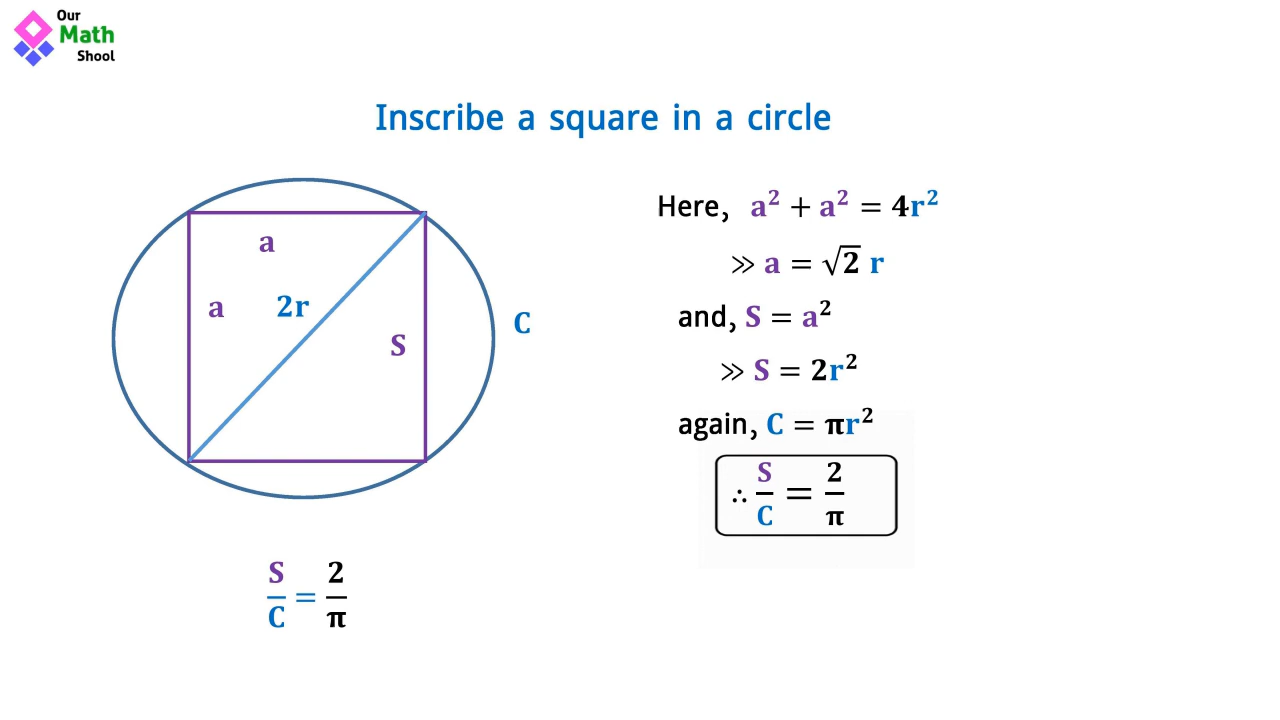 Our
Math
Shool
Inscribe a square in a circle
a
a
2r
S
C
Here, a² + a² = 4r²
≫ a = √2 r
and, S = a²
≫ S = 2r²
again, C = πr²
∴ S/C = 2/π
S/C = 2/π